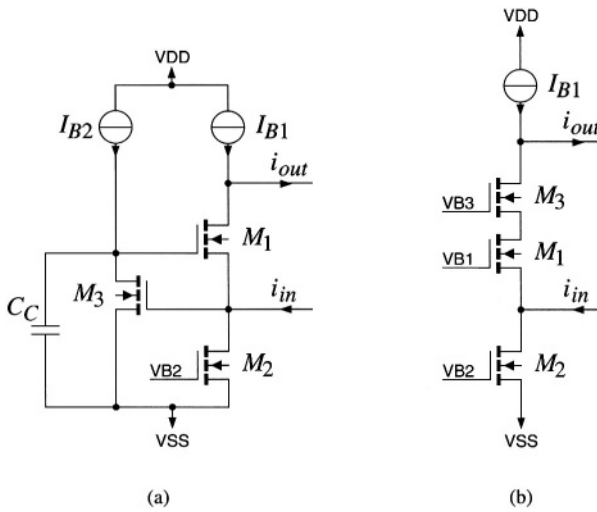 VDD
I_B2
I_B1
i_out
M_1
M_3
i_in
C_C
M_2
VB2
VSS
(a)
VDD
I_B1
i_out
VB3
M_3
VB1
M_1
i_in
VB2
M_2
VSS
(b)